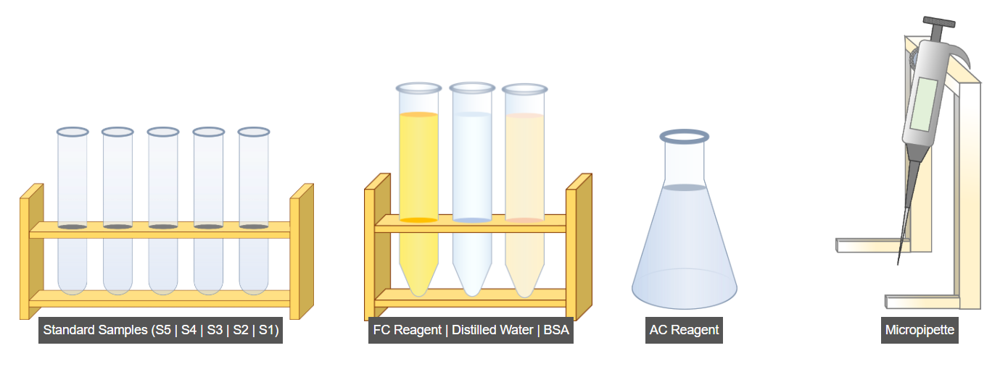 Standard Samples (S5 | S4 | S3 | S2 | S1)
FC Reagent | Distilled Water | BSA
AC Reagent
Micropipette